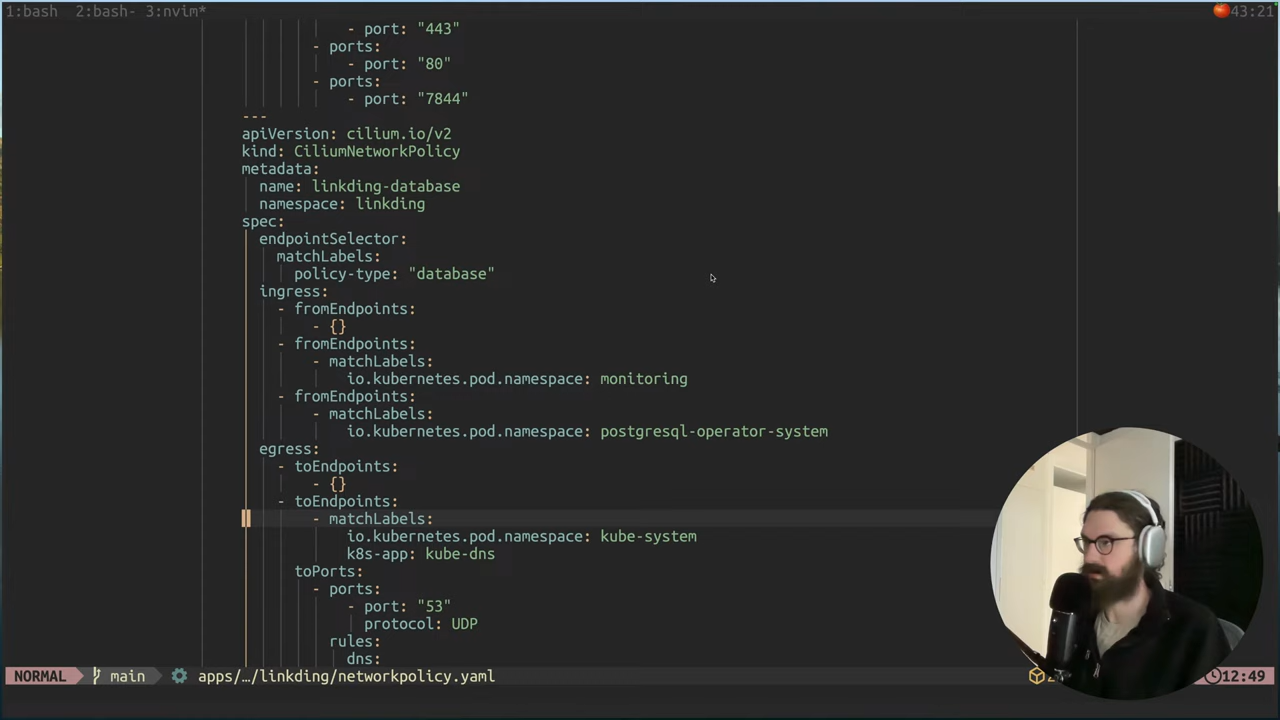 1:bash  2:bash-  3:nvim*  43:21
- port: "443"
- ports:
- port: "80"
- ports:
- port: "7844"
---
apiVersion: cilium.io/v2
kind: CiliumNetworkPolicy
metadata:
name: linkding-database
namespace: linkding
spec:
endpointSelector:
matchLabels:
policy-type: "database"
ingress:
- fromEndpoints:
- {}
- fromEndpoints:
- matchLabels:
io.kubernetes.pod.namespace: monitoring
- fromEndpoints:
- matchLabels:
io.kubernetes.pod.namespace: postgresql-operator-system
egress:
- toEndpoints:
- {}
- toEndpoints:
- matchLabels:
io.kubernetes.pod.namespace: kube-system
k8s-app: kube-dns
toPorts:
- ports:
- port: "53"
protocol: UDP
rules:
dns:
NORMAL  main  apps/…/linkding/networkpolicy.yaml  12:49